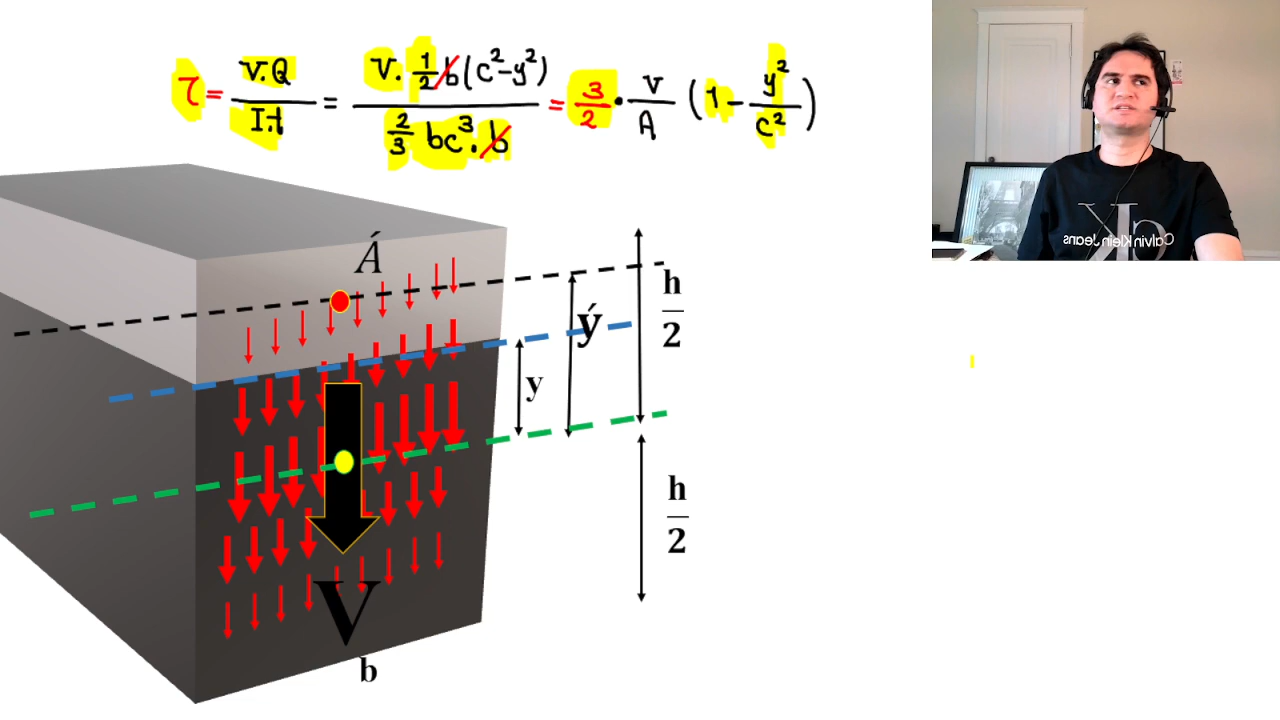 τ = V.Q / I.t = V. 1/2 b(c²-y²) / 2/3 bc³.b = 3/2 · V/A (1 - y²/c²)
Á
h/2
ý
y
h/2
V
b
Calvin Klein Jeans